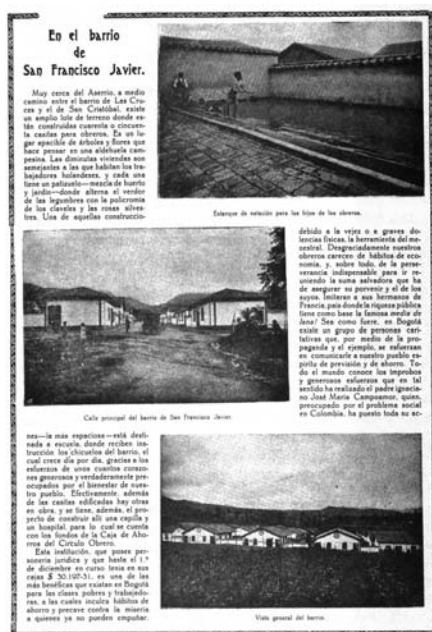 En el barrio
de
San Francisco Javier.
Muy cerca del Aserrio, a medio
camino entre el barrio de Las Cru-
ces y el de San Cristóbal, existe
un amplio lote de terreno donde es-
tán construidas cuarenta o cincuen-
ta casitas para obreros. Es un lu-
gar apacible de árboles y flores que
hace pensar en una aldehuela cam-
pesina. Las diminutas viviendas son
semejantes a las que habitan los tra-
bajadores holandeses, y cada una
tiene un patizuelo—mezcla de huerto
y jardín—donde alterna el verdor
de las legumbres con la policromía
de los claveles y las rosas silves-
tres. Una de aquellas construccio-
Estanque de natación para los hijos de los obreros.
Calle principal del barrio de San Francisco Javier.
nes—la más espaciosa—está desti-
nada a escuela, donde reciben ins-
trucción los chicuelos del barrio, el
cual crece día por día, gracias a los
esfuerzos de unos cuantos corazo-
nes generosos y verdaderamente pre-
ocupados por el bienestar de nues-
tro pueblo. Efectivamente, además
de las casitas edificadas hay otras
en obra, y se tiene, además, el pro-
yecto de construir allí una capilla y
un hospital, para lo cual se cuenta
con los fondos de la Caja de Aho-
rros del Círculo Obrero.
Esta institución, que posee per-
sonería jurídica y que hasta el 1.°
de diciembre en curso tenía en sus
cajas $ 30.197-31, es una de las
más benéficas que existen en Bogotá
para las clases pobres y trabajado-
ras, a las cuales inculca hábitos de
ahorro y precave contra la miseria
a quienes ya no pueden empuñar,
debido a la vejez o a graves do-
lencias físicas, la herramienta del me-
nestral. Desgraciadamente nuestros
obreros carecen de hábitos de eco-
nomía, y, sobre todo, de la perse-
verancia indispensable para ir re-
uniendo la suma salvadora que ha
de asegurar su porvenir y el de los
suyos. Imitaran a sus hermanos de
Francia, país donde la riqueza pública
tiene como base la famosa media de
lana! Sea como fuere, en Bogotá
existe un grupo de personas cari-
tativas que, por medio de la pro-
paganda y el ejemplo, se esfuerzan
en comunicarle a nuestro pueblo es-
píritu de previsión y de ahorro. To-
do el mundo conoce los ímprobos
y generosos esfuerzos que en tal
sentido ha realizado el padre ignacia-
no José María Campoamor, quien,
preocupado por el problema social
en Colombia, ha puesto toda su ac-
Vista general del barrio.